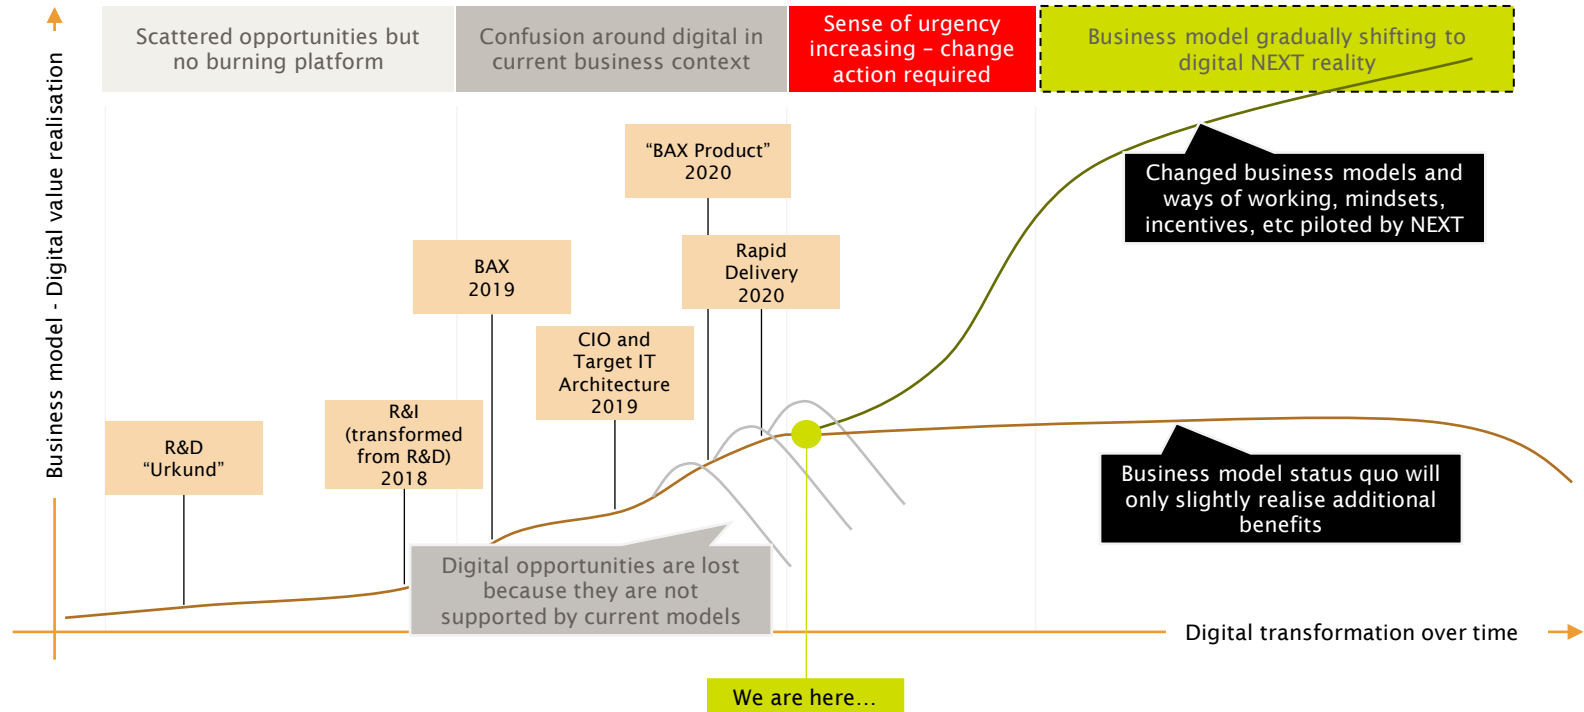 Scattered opportunities but
no burning platform
Confusion around digital in
current business context
Sense of urgency
increasing – change
action required
Business model gradually shifting to
digital NEXT reality
Business model - Digital value realisation
"BAX Product"
2020
Changed business models and
ways of working, mindsets,
incentives, etc piloted by NEXT
BAX
2019
Rapid
Delivery
2020
CIO and
Target IT
Architecture
2019
R&I
(transformed
from R&D)
2018
R&D
"Urkund"
Business model status quo will
only slightly realise additional
benefits
Digital opportunities are lost
because they are not
supported by current models
Digital transformation over time
We are here…